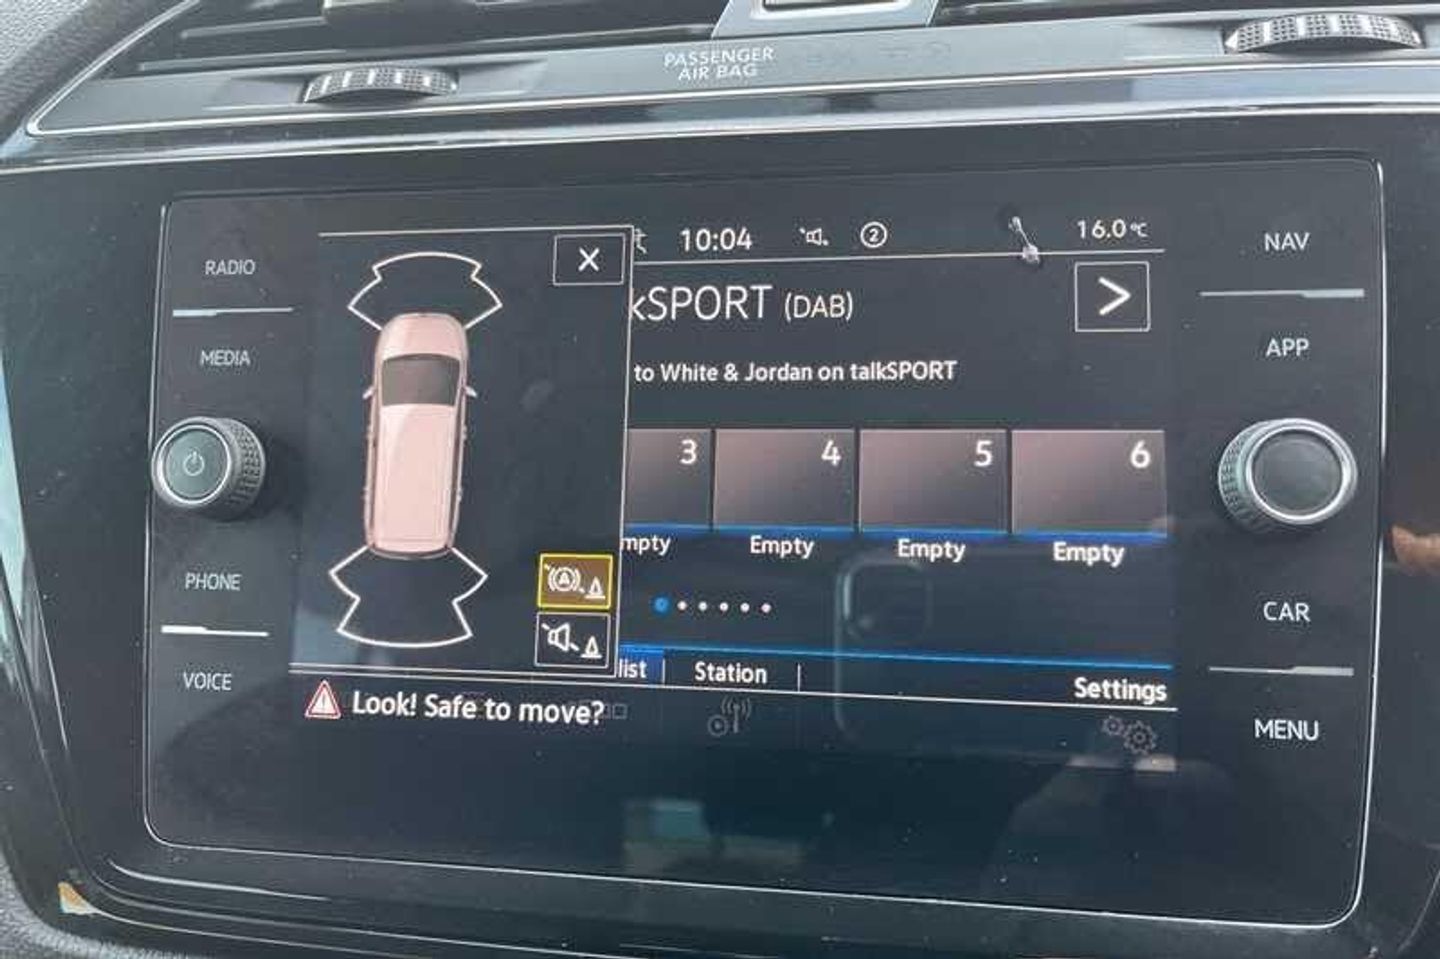 PASSENGER
AIR BAG
RADIO
MEDIA
PHONE
VOICE
10:04
2
16.0°C
kSPORT (DAB)
to White & Jordan on talkSPORT
3
4
5
6
mpty
Empty
Empty
Empty
A
list
Station
Settings
Look! Safe to move?
NAV
APP
CAR
MENU